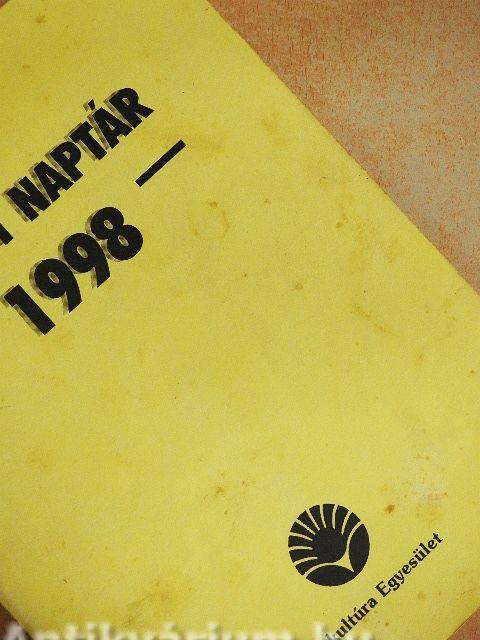 NAPTÁR
1998
kultúra Egyesület
Antikvárium.hu